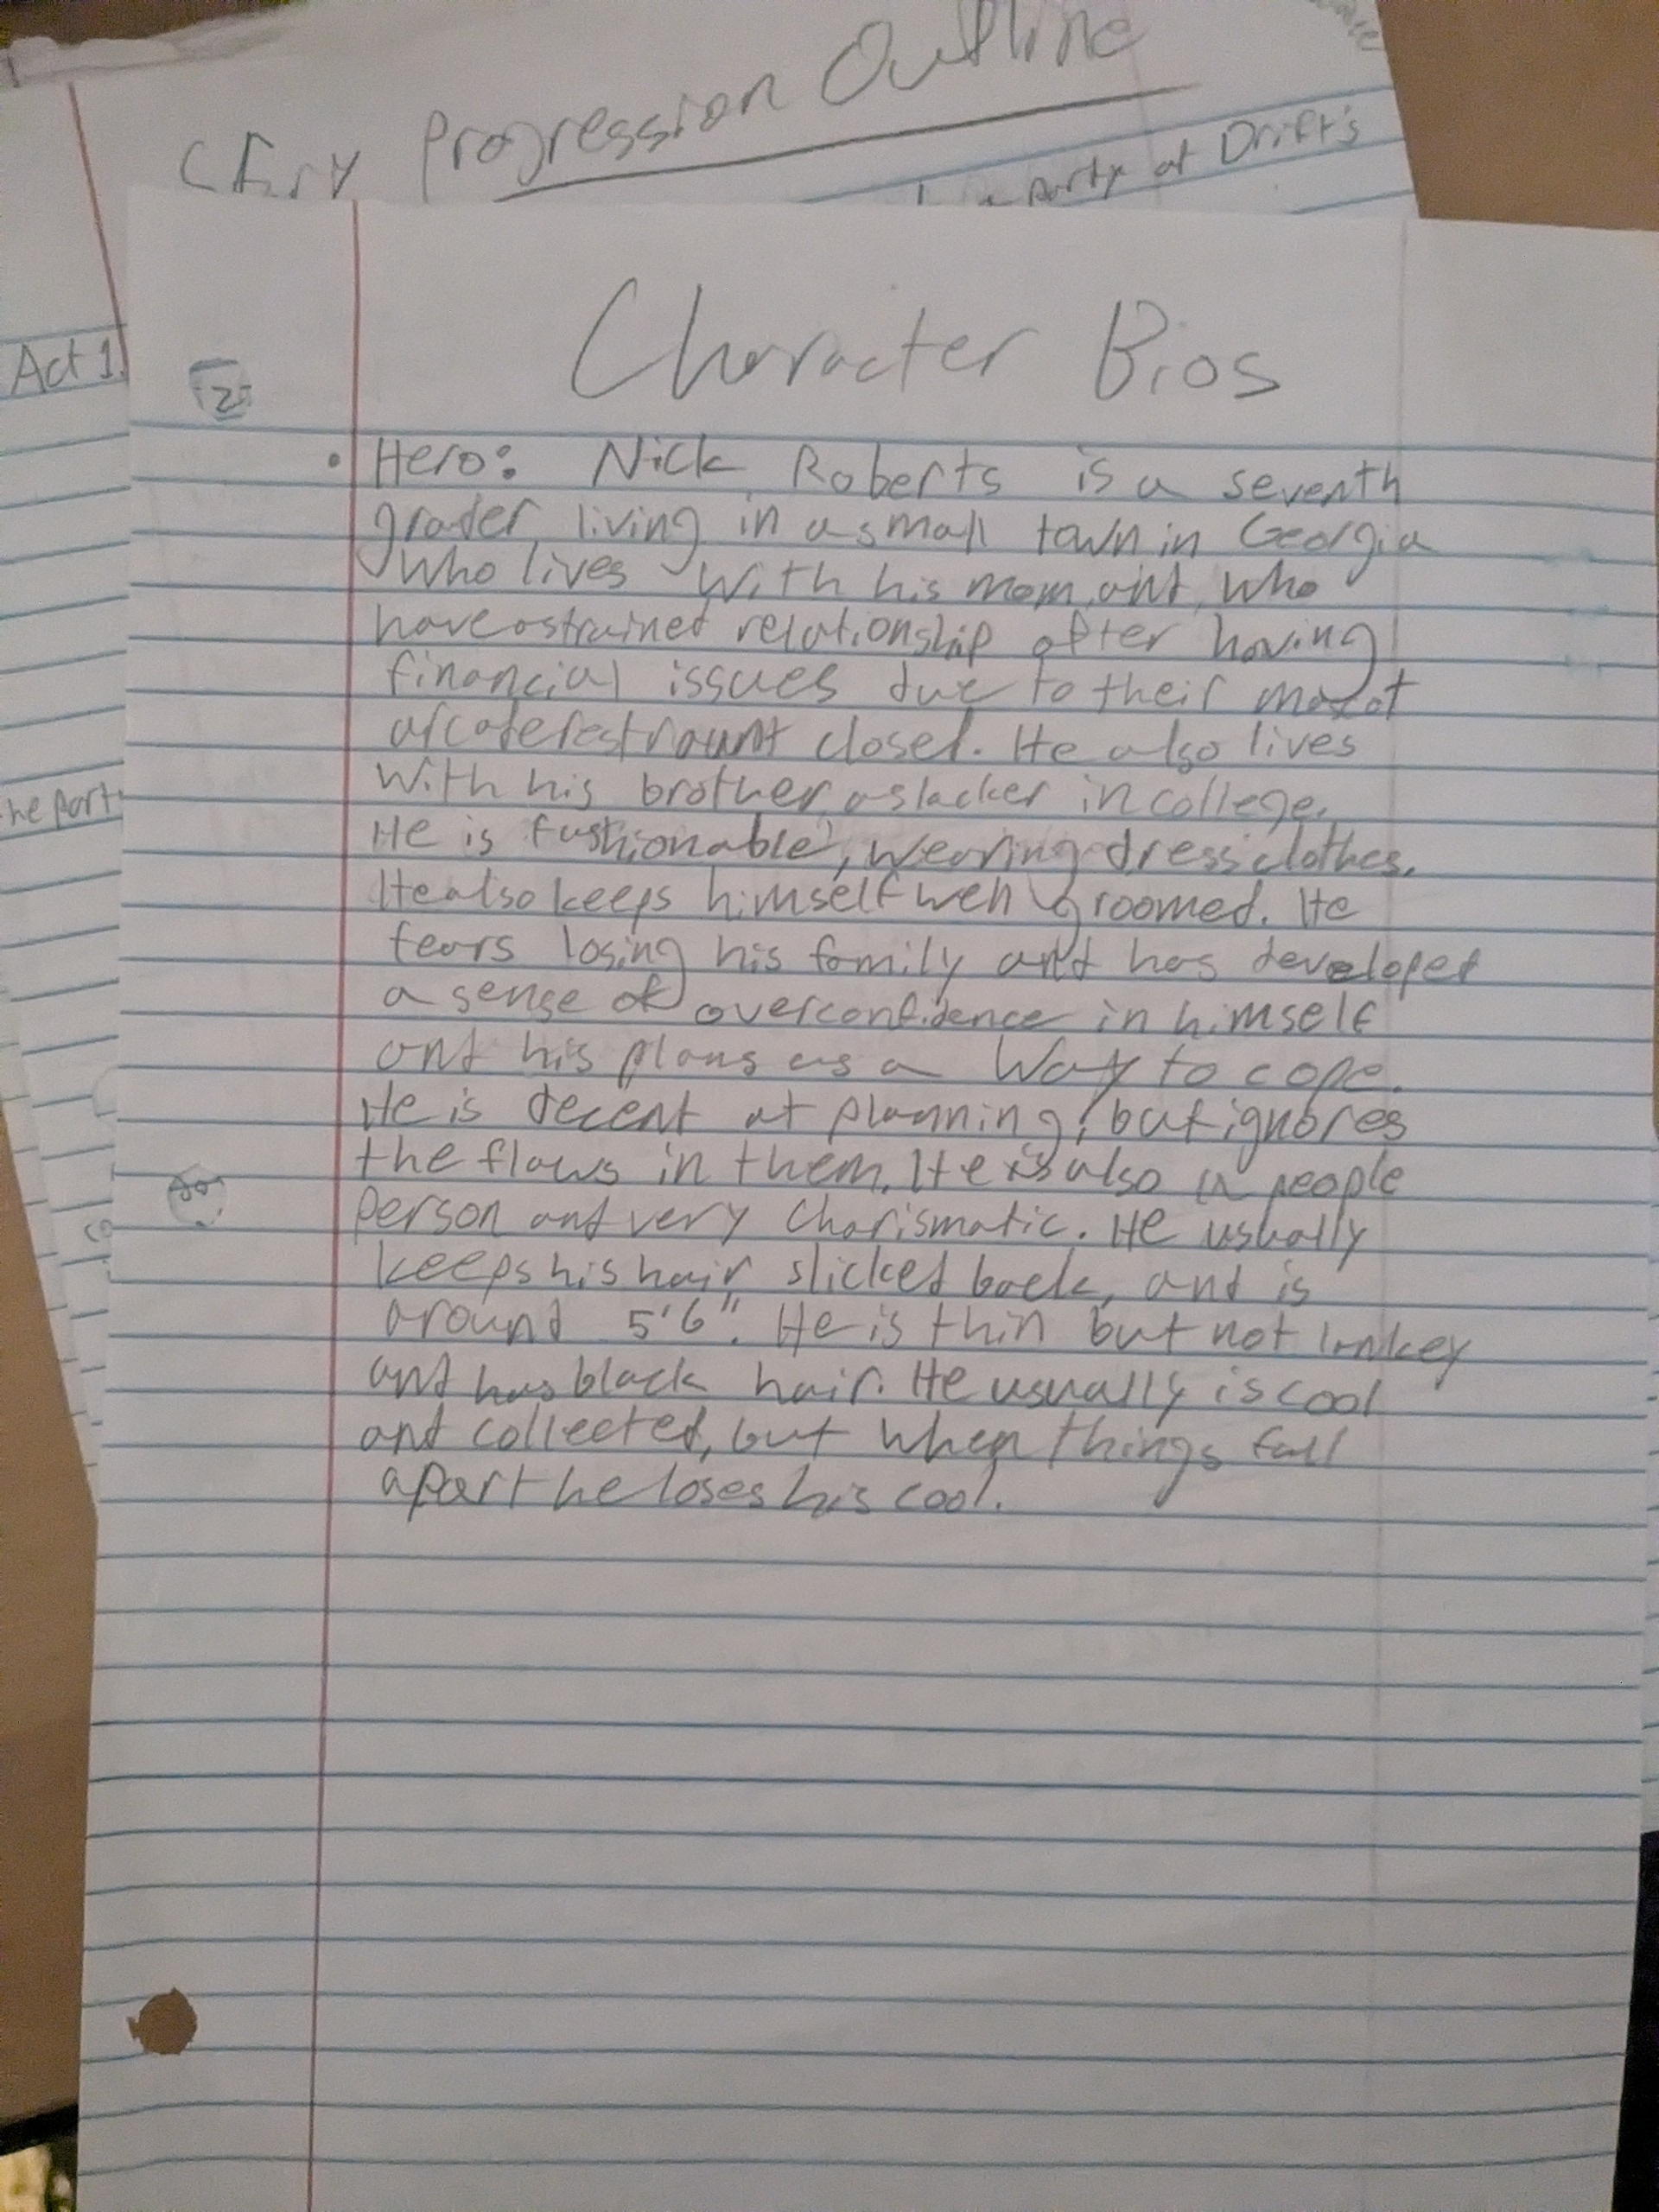 Progression Outline
party at Drift's
Act 1.
he part
Character Bios
• Hero: Nick Roberts is a seventh
grader living in a small town in Georgia
who lives with his mom and who
have a strained relationship after having
financial issues due to their
closed. He also lives
with his brother, a slacker in college.
He is fashionable, wearing dress clothes.
He also keeps himself well groomed. He
fears losing his family and has developed
a sense of overconfidence in himself
and his plans as a way to cope.
He is decent at planning, but ignores
the flaws in them. He is also a people
person and very charismatic. He usually
keeps his hair slicked back, and is
around 5'6". He is thin but not lankey
and has black hair. He usually is cool
and collected, but when things fall
apart he loses his cool.